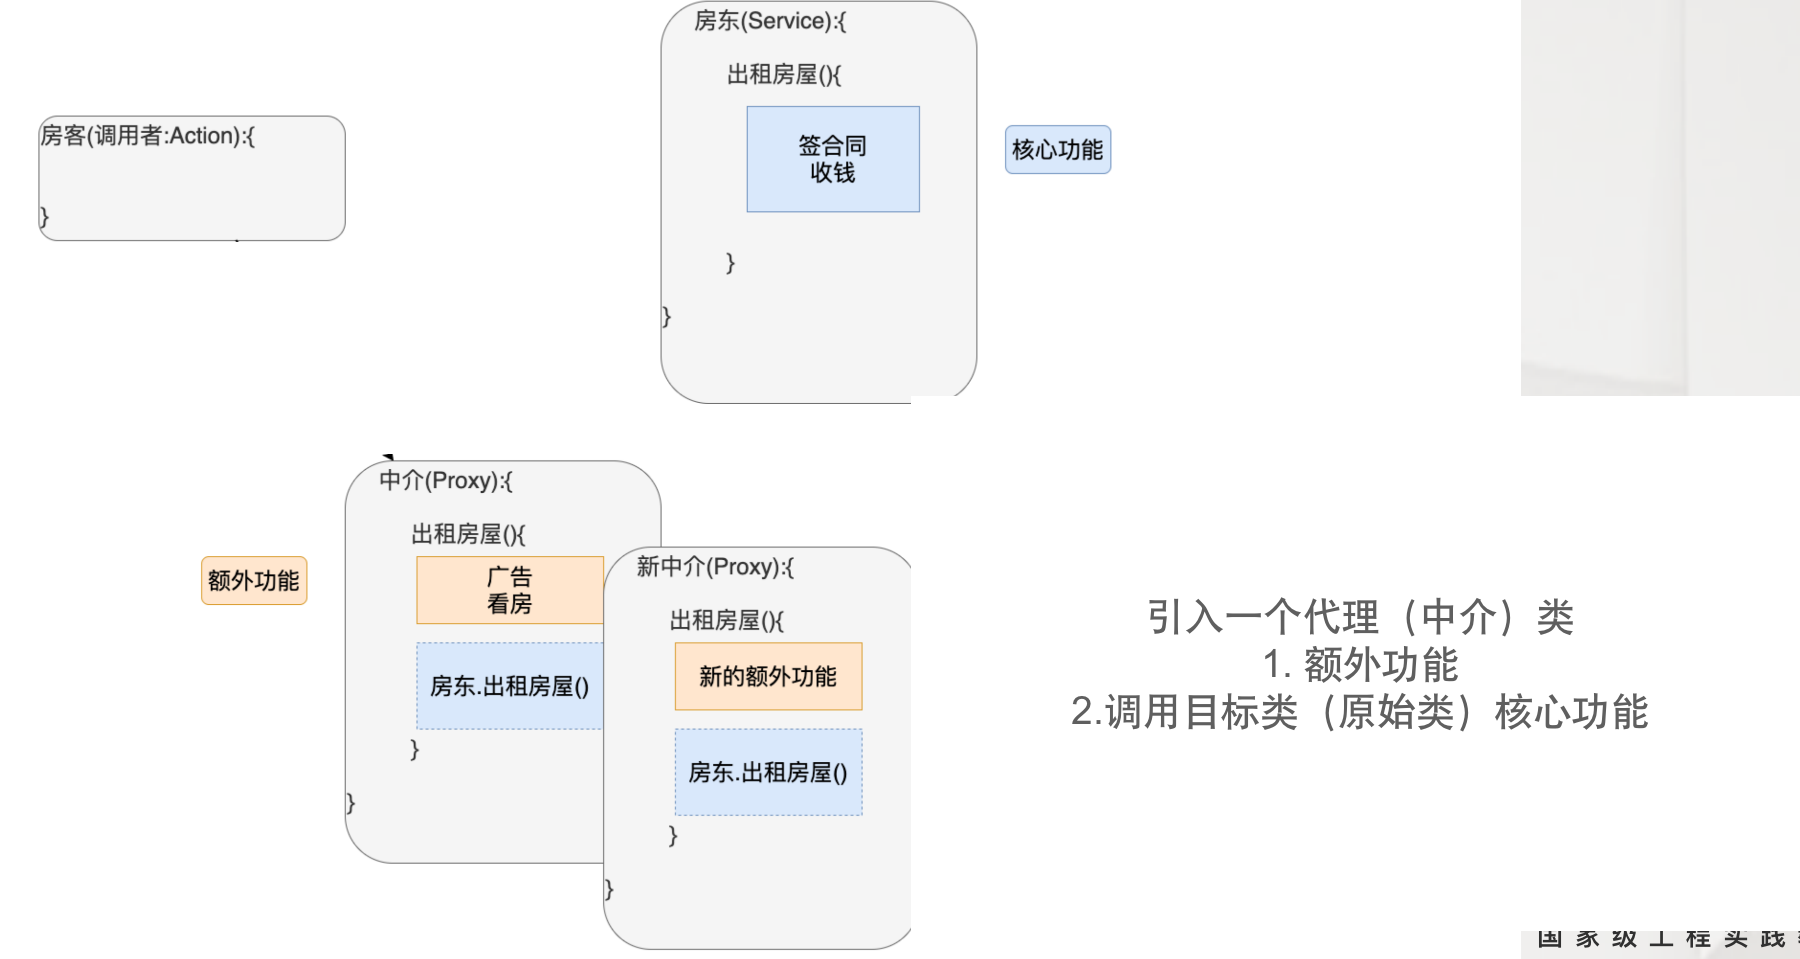 房东(Service):{
出租房屋(){
签合同
收钱
}
}
核心功能
房客(调用者:Action):{
}
中介(Proxy):{
出租房屋(){
广告
看房
房东.出租房屋()
}
}
额外功能
新中介(Proxy):{
出租房屋(){
新的额外功能
房东.出租房屋()
}
}
引入一个代理（中介）类
1. 额外功能
2.调用目标类（原始类）核心功能
国家级工程实践